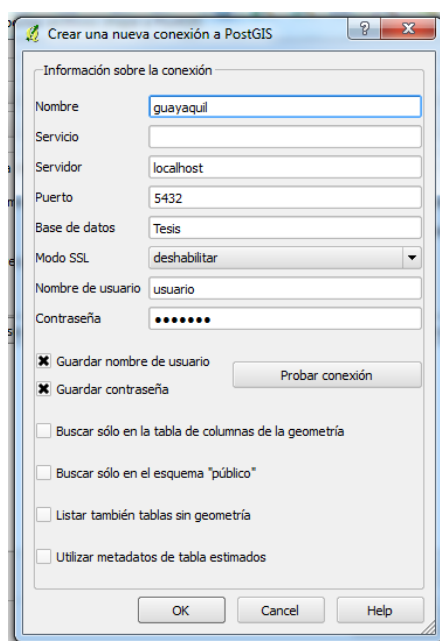 Crear una nueva conexión a PostGIS
Información sobre la conexión
Nombre guayaquil
Servicio
Servidor localhost
Puerto 5432
Base de datos Tesis
Modo SSL deshabilitar
Nombre de usuario usuario
Contraseña ●●●●●●●
Guardar nombre de usuario
Probar conexión
Guardar contraseña
Buscar sólo en la tabla de columnas de la geometría
Buscar sólo en el esquema "público"
Listar también tablas sin geometría
Utilizar metadatos de tabla estimados
OK Cancel Help